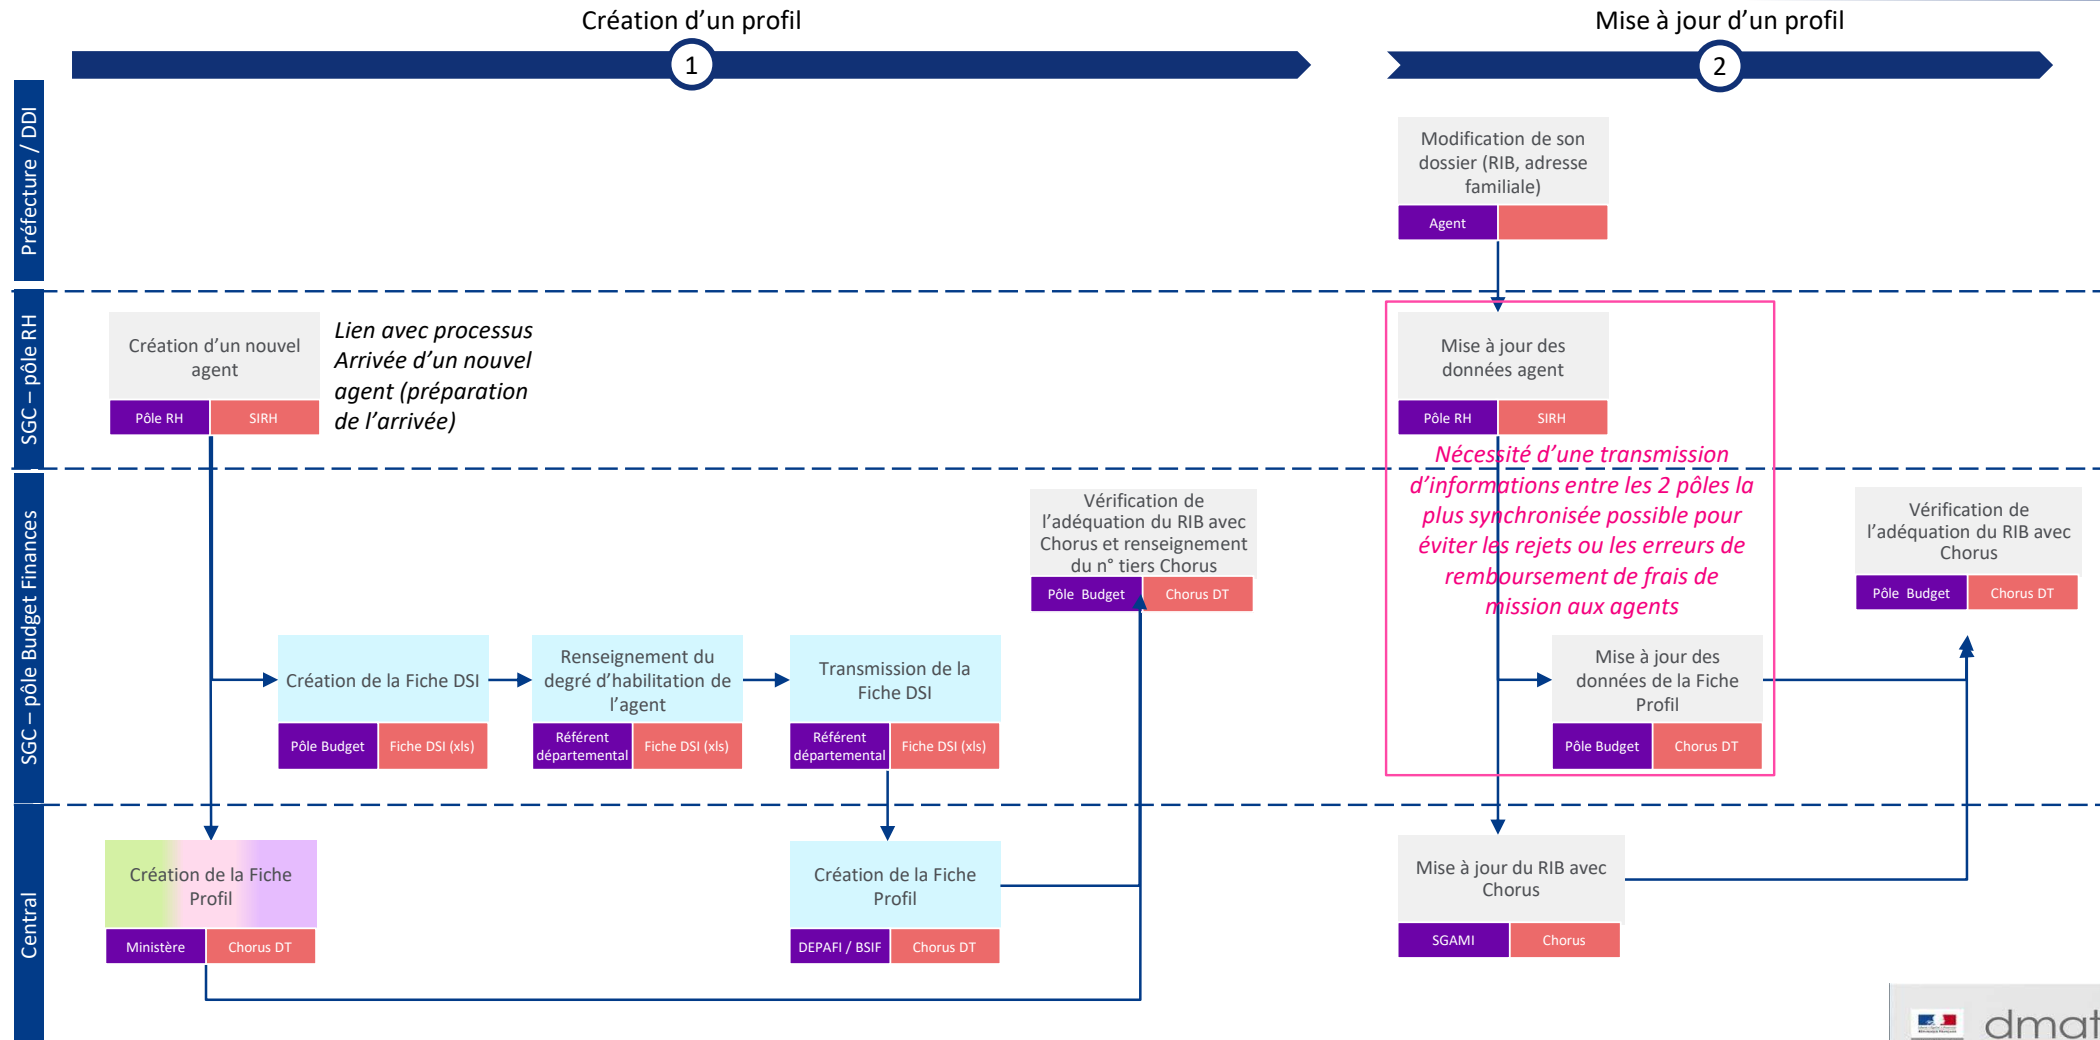 Création d’un profil
1
Mise à jour d’un profil
2
Préfecture / DDI
Modification de son
dossier (RIB, adresse
familiale)
Agent
SGC – pôle RH
Création d’un nouvel
agent
Pôle RH
SIRH
Lien avec processus
Arrivée d’un nouvel
agent (préparation
de l’arrivée)
Mise à jour des
données agent
Pôle RH
SIRH
Nécessité d’une transmission
d’informations entre les 2 pôles la
plus synchronisée possible pour
éviter les rejets ou les erreurs de
remboursement de frais de
mission aux agents
SGC – pôle Budget Finances
Vérification de
l’adéquation du RIB avec
Chorus et renseignement
du n° tiers Chorus
Pôle Budget
Chorus DT
Vérification de
l’adéquation du RIB avec
Chorus
Pôle Budget
Chorus DT
Création de la Fiche DSI
Pôle Budget
Fiche DSI (xls)
Renseignement du
degré d’habilitation de
l’agent
Référent
départemental
Fiche DSI (xls)
Transmission de la
Fiche DSI
Référent
départemental
Fiche DSI (xls)
Mise à jour des
données de la Fiche
Profil
Pôle Budget
Chorus DT
Central
Création de la Fiche
Profil
Ministère
Chorus DT
Création de la Fiche
Profil
DEPAFI / BSIF
Chorus DT
Mise à jour du RIB avec
Chorus
SGAMI
Chorus
dmat